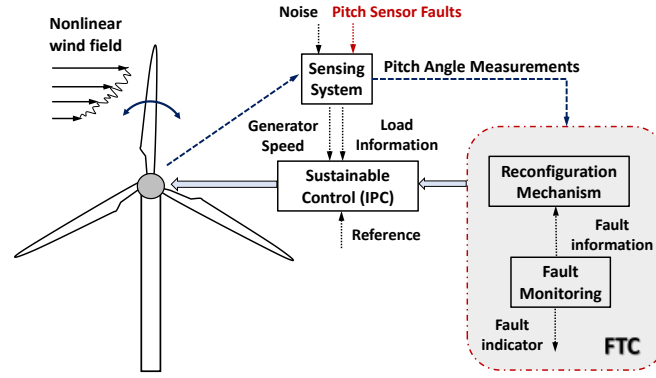 Nonlinear
wind field
Noise
Pitch Sensor Faults
Sensing
System
Pitch Angle Measurements
Generator
Speed
Load
Information
Sustainable
Control (IPC)
Reference
Reconfiguration
Mechanism
Fault
information
Fault
Monitoring
Fault
indicator
FTC